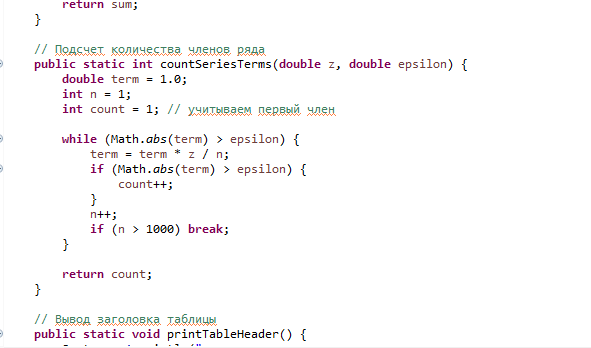 return sum;
}
// Подсчет количества членов ряда
public static int countSeriesTerms(double z, double epsilon) {
double term = 1.0;
int n = 1;
int count = 1; // учитываем первый член
while (Math.abs(term) > epsilon) {
term = term * z / n;
if (Math.abs(term) > epsilon) {
count++;
}
n++;
if (n > 1000) break;
}
return count;
}
// Вывод заголовка таблицы
public static void printTableHeader() {